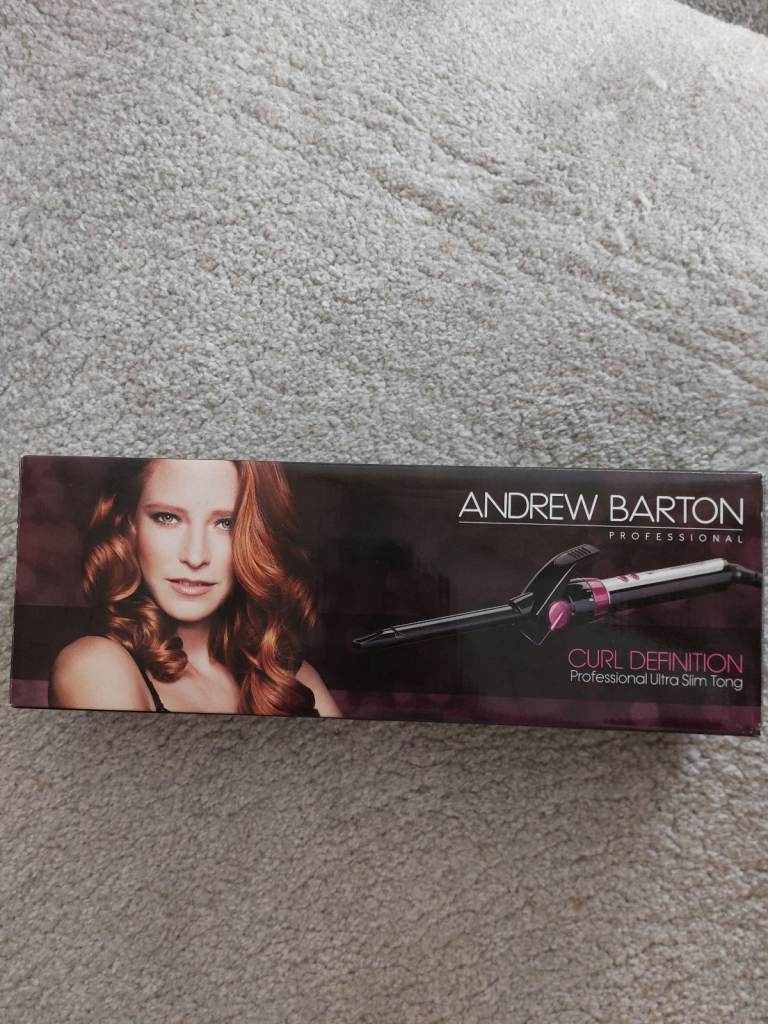 ANDREW BARTON
PROFESSIONAL
CURL DEFINITION
Professional Ultra Slim Tong